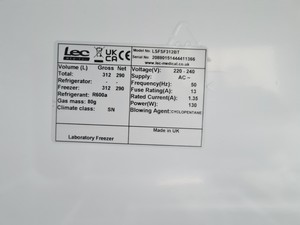 Lec
MEDICAL
UK
CA
CE
Model No. LSFSF312BT
Serial No.
www.lec-medical.co.uk
Volume (L) Gross Net
Total: 312 290
Refrigerator: - -
Freezer: 312 290
Refrigerant: R600a
Gas mass: 80g
Climate class: SN
Voltage(V): 220 - 240
Supply: AC ~
Frequency(Hz): 50
Fuse Rating(A): 13
Rated Current(A): 1.35
Power(W): 130
Blowing Agent: CYCLOPENTANE
Laboratory Freezer
Made in UK